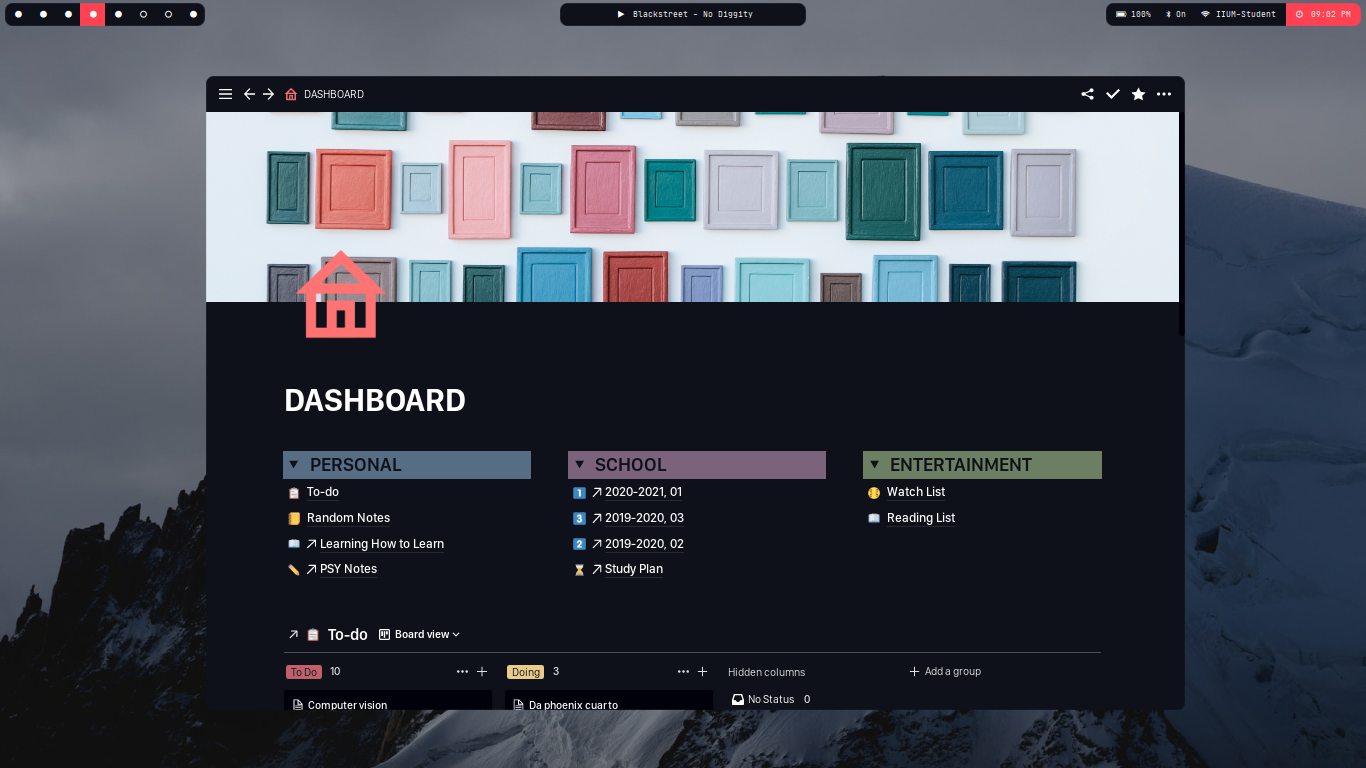 Blackstreet - No Diggity
100% On IIUM-Student 09:02 PM
DASHBOARD
DASHBOARD
PERSONAL
To-do
Random Notes
Learning How to Learn
PSY Notes
SCHOOL
1 2020-2021, 01
3 2019-2020, 03
2 2019-2020, 02
Study Plan
ENTERTAINMENT
Watch List
Reading List
To-do Board view
To Do 10
Computer vision
Doing 3
Da phoenix cuarto
Hidden columns
No Status 0
Add a group